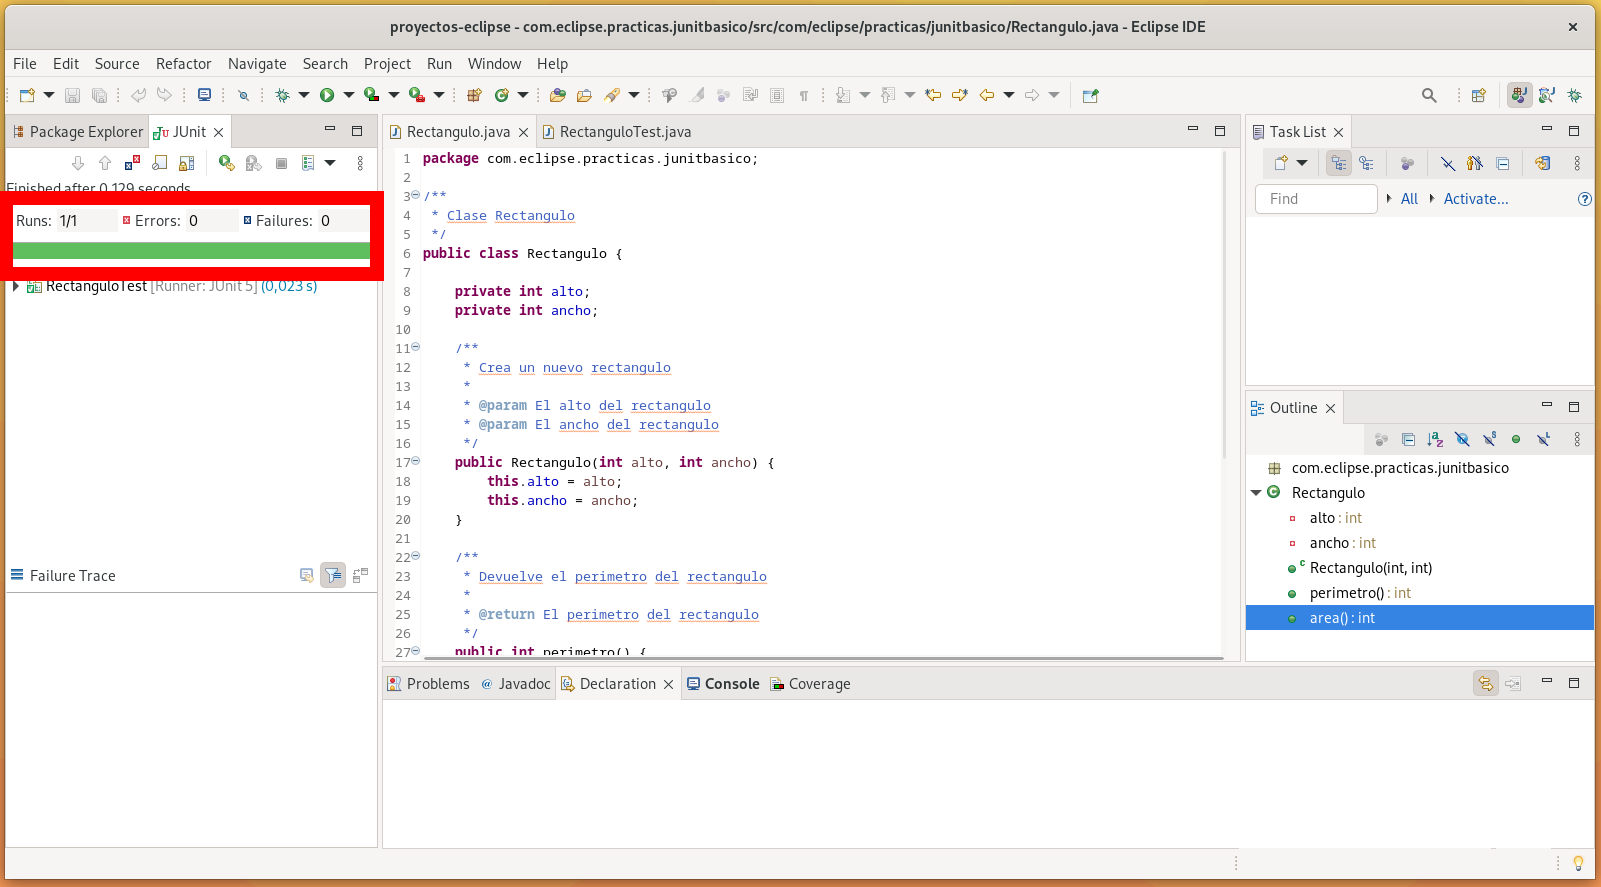 proyectos-eclipse - com.eclipse.practicas.junitbasico/src/com/eclipse/practicas/junitbasico/Rectangulo.java - Eclipse IDE
File Edit Source Refactor Navigate Search Project Run Window Help
Package Explorer
JUnit
Finished after 0,129 seconds
Runs: 1/1 Errors: 0 Failures: 0
RectanguloTest [Runner: JUnit 5] (0,023 s)
Failure Trace
Rectangulo.java
RectanguloTest.java
1 package com.eclipse.practicas.junitbasico;
2
3 /**
4 * Clase Rectangulo
5 */
6 public class Rectangulo {
7
8 private int alto;
9 private int ancho;
10
11 /**
12 * Crea un nuevo rectangulo
13 *
14 * @param El alto del rectangulo
15 * @param El ancho del rectangulo
16 */
17 public Rectangulo(int alto, int ancho) {
18 this.alto = alto;
19 this.ancho = ancho;
20 }
21
22 /**
23 * Devuelve el perimetro del rectangulo
24 *
25 * @return El perimetro del rectangulo
26 */
27 public int perimetro() {
Task List
Find
All
Activate...
Outline
com.eclipse.practicas.junitbasico
Rectangulo
alto : int
ancho : int
Rectangulo(int, int)
perimetro() : int
area() : int
Problems
Javadoc
Declaration
Console
Coverage